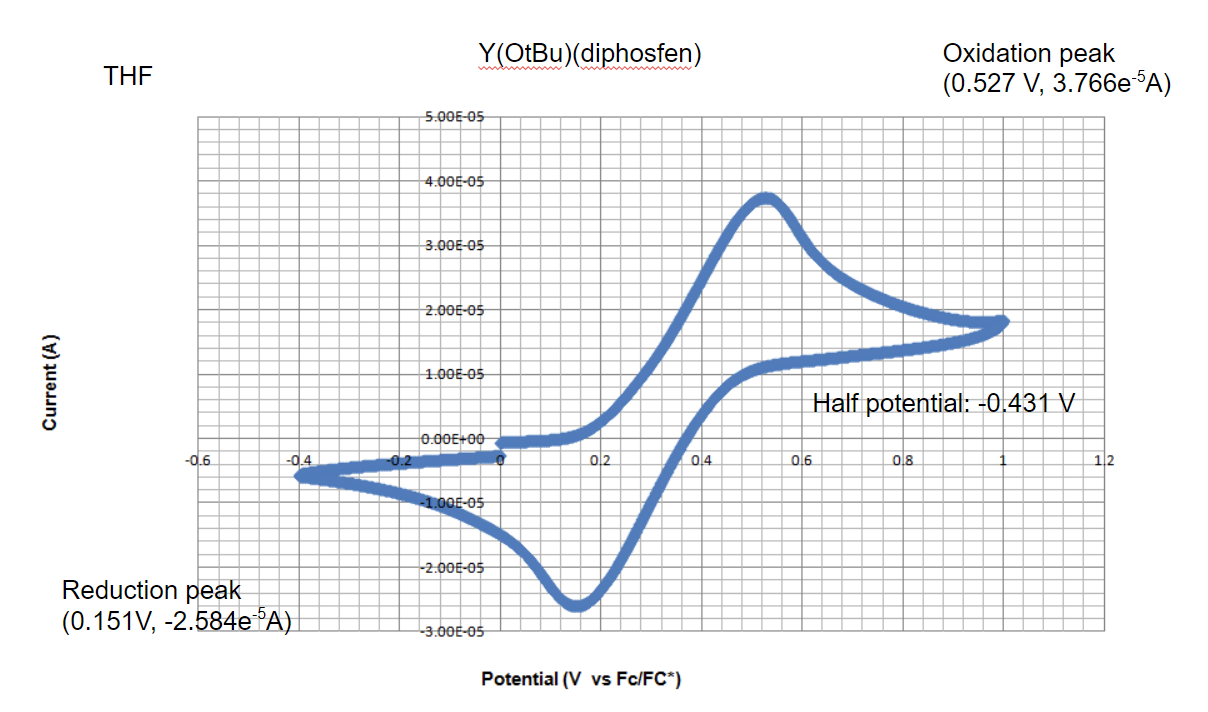 Y(OtBu)(diphosfen)
THF
Oxidation peak
(0.527 V, 3.766e⁻⁵A)
5.00E-05
4.00E-05
3.00E-05
2.00E-05
1.00E-05
0.00E+00
-1.00E-05
-2.00E-05
-3.00E-05
-0.6 -0.4 -0.2 0 0.2 0.4 0.6 0.8 1 1.2
Current (A)
Half potential: -0.431 V
Reduction peak
(0.151V, -2.584e⁻⁵A)
Potential (V vs Fc/FC*)